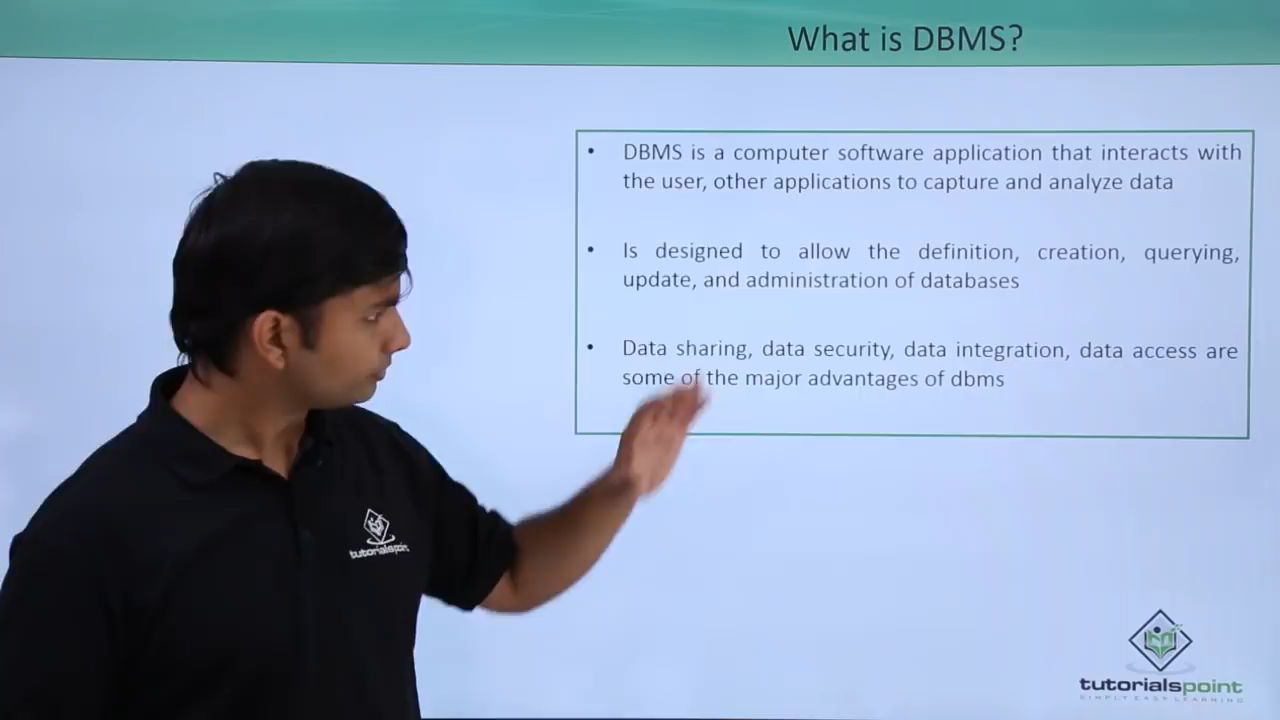 What is DBMS?
• DBMS is a computer software application that interacts with
the user, other applications to capture and analyze data
• Is designed to allow the definition, creation, querying,
update, and administration of databases
• Data sharing, data security, data integration, data access are
some of the major advantages of dbms
tutorialspoint
tutorialspoint
SIMPLY EASY LEARNING